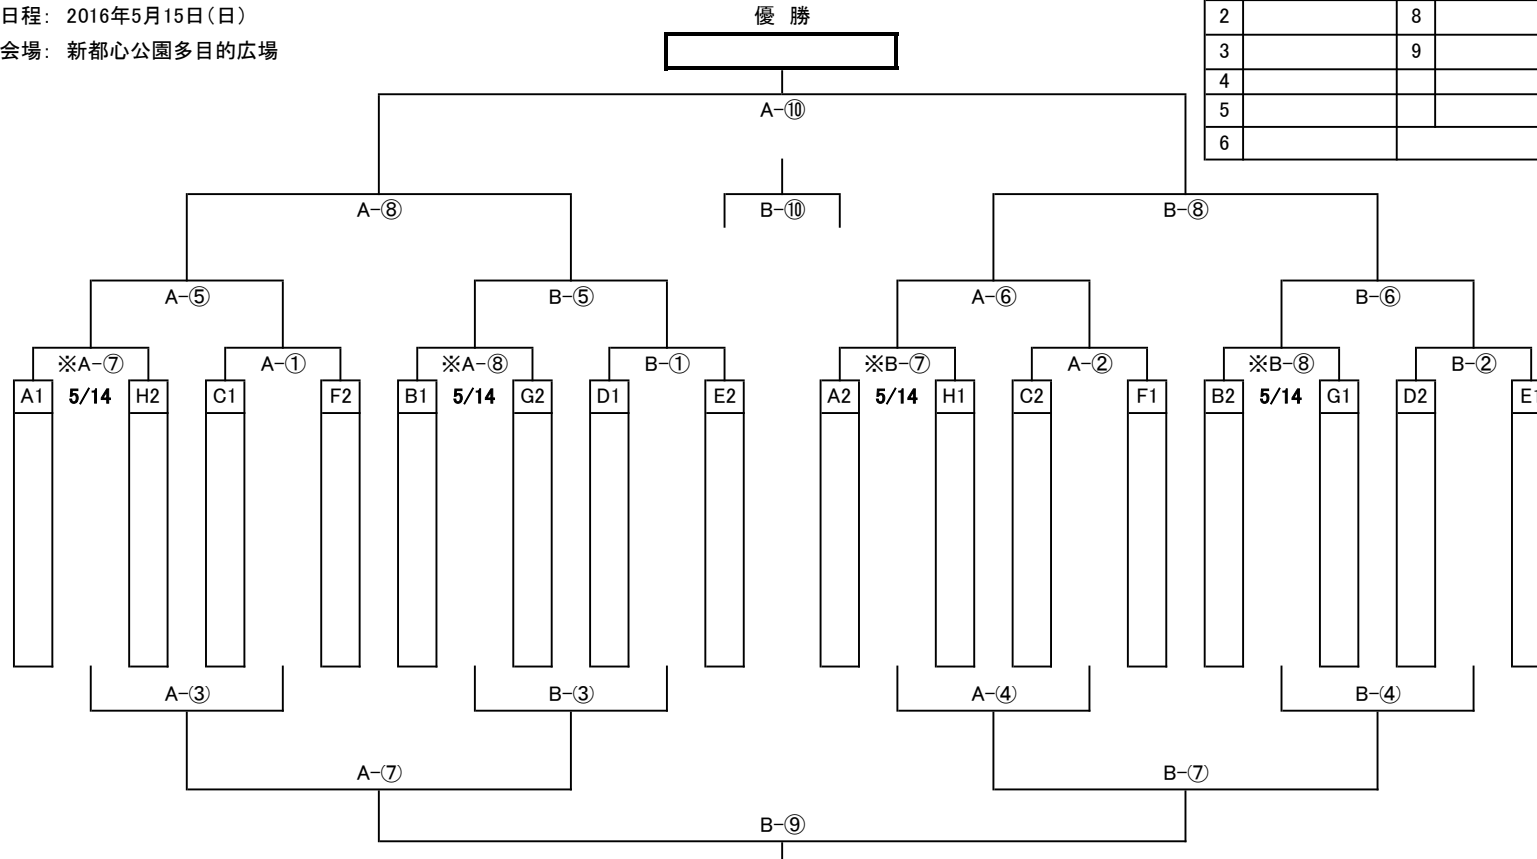 日程： 2016年5月15日（日）
会場： 新都心公園多目的広場
優 勝
2 8
3 9
4
5
6
A-⑩
A-⑧ B-⑩ B-⑧
A-⑤ B-⑤ A-⑥ B-⑥
※A-⑦ A-① ※A-⑧ B-① ※B-⑦ A-② ※B-⑧ B-②
A1 5/14 H2 C1 F2 B1 5/14 G2 D1 E2 A2 5/14 H1 C2 F1 B2 5/14 G1 D2 E1
A-③ B-③ A-④ B-④
A-⑦ B-⑦
B-⑨